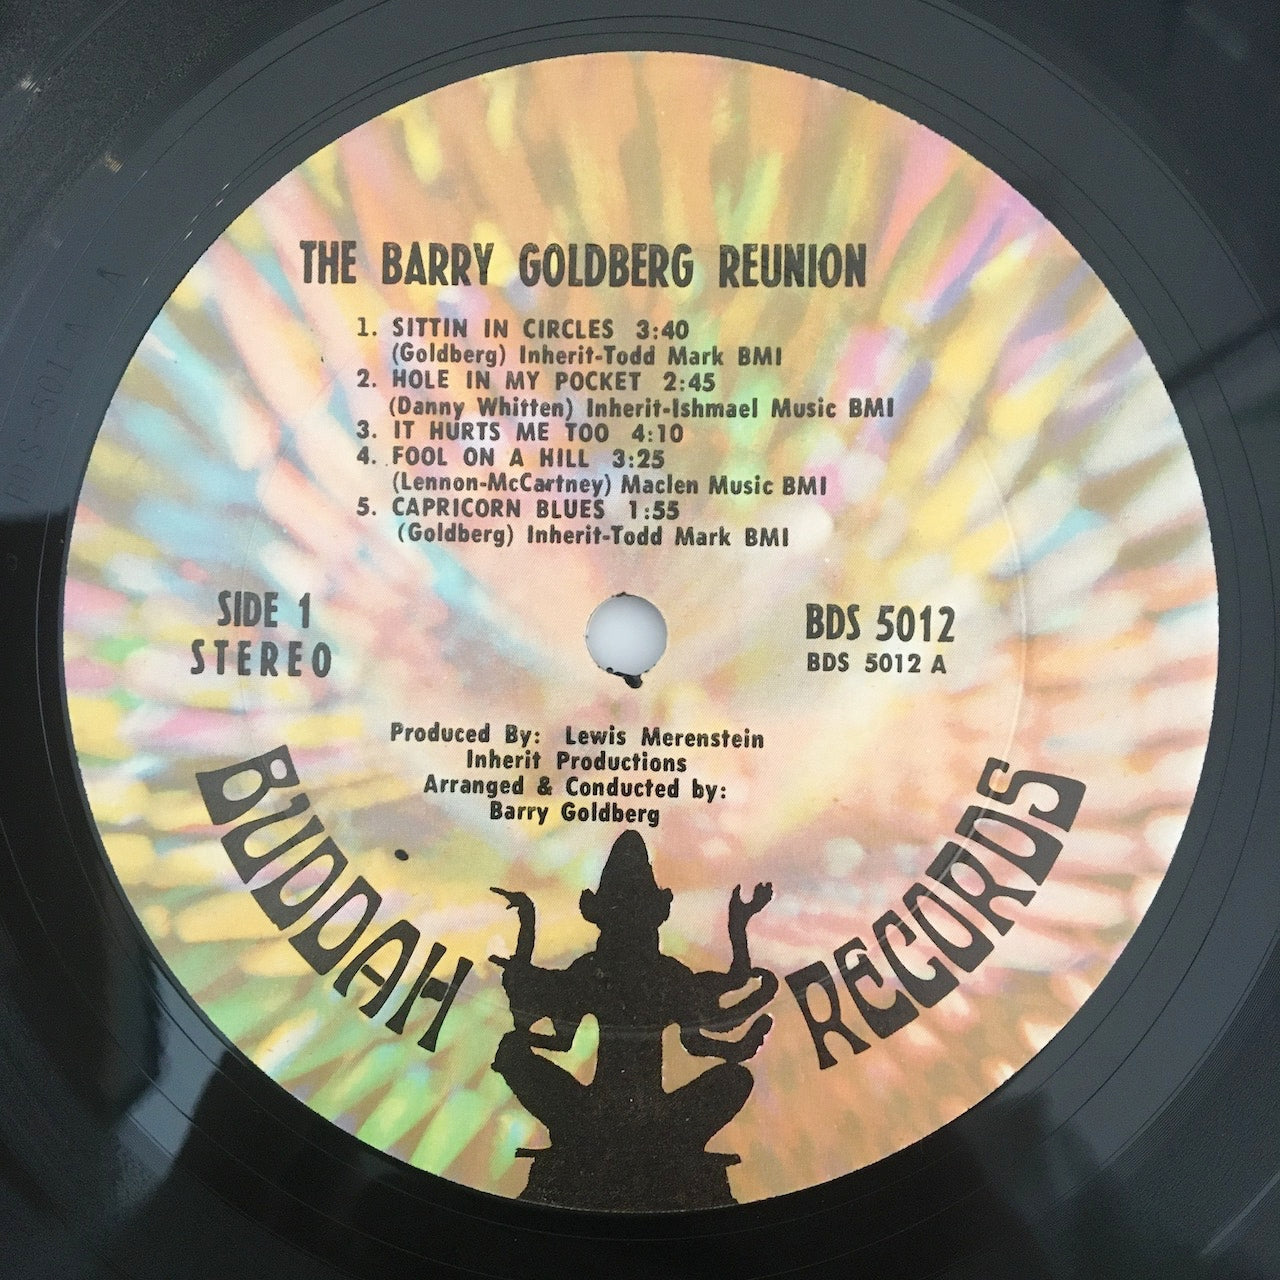 THE BARRY GOLDBERG REUNION
1. SITTIN IN CIRCLES 3:40
(Goldberg) Inherit-Todd Mark BMI
2. HOLE IN MY POCKET 2:45
(Danny Whitten) Inherit-Ishmael Music BMI
3. IT HURTS ME TOO 4:10
4. FOOL ON A HILL 3:25
(Lennon-McCartney) Maclen Music BMI
5. CAPRICORN BLUES 1:55
(Goldberg) Inherit-Todd Mark BMI
SIDE 1
STEREO
BDS 5012
BDS 5012 A
Produced By: Lewis Merenstein
Inherit Productions
Arranged & Conducted by:
Barry Goldberg
BUDDAH RECORDS